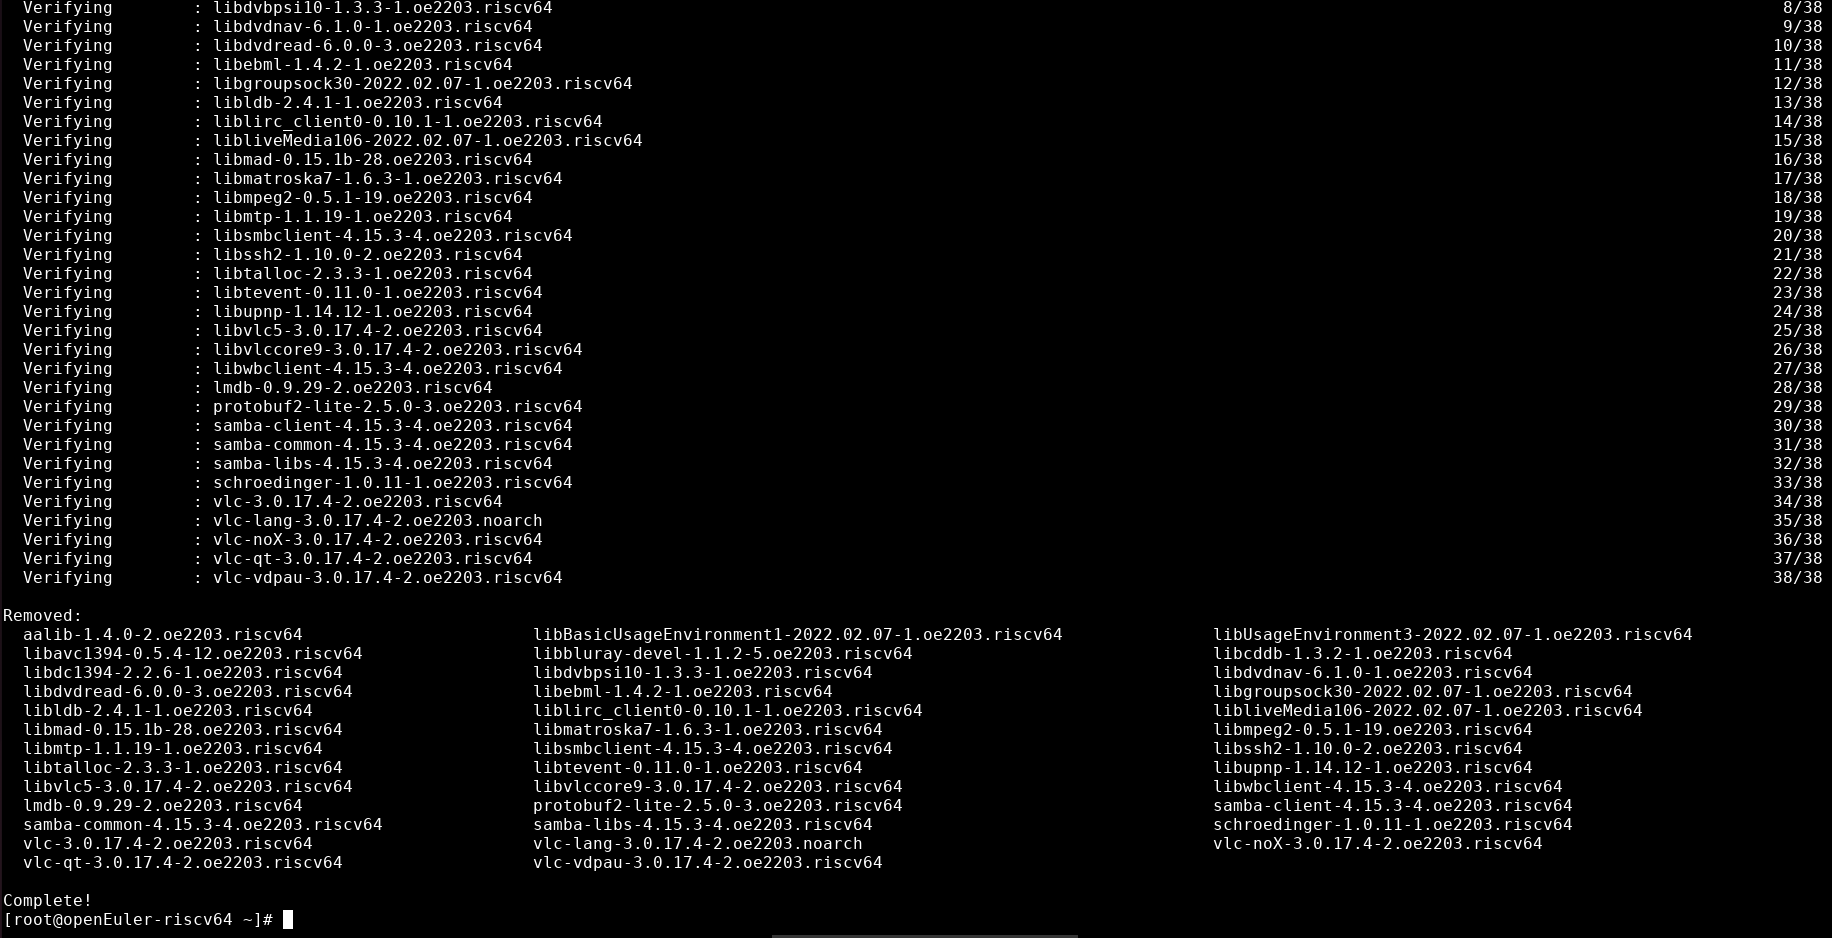 Verifying : libdvbpsi10-1.3.3-1.oe2203.riscv64 8/38
Verifying : libdvdnav-6.1.0-1.oe2203.riscv64 9/38
Verifying : libdvdread-6.0.0-3.oe2203.riscv64 10/38
Verifying : libebml-1.4.2-1.oe2203.riscv64 11/38
Verifying : libgroupsock30-2022.02.07-1.oe2203.riscv64 12/38
Verifying : libldb-2.4.1-1.oe2203.riscv64 13/38
Verifying : liblirc_client0-0.10.1-1.oe2203.riscv64 14/38
Verifying : libliveMedia106-2022.02.07-1.oe2203.riscv64 15/38
Verifying : libmad-0.15.1b-28.oe2203.riscv64 16/38
Verifying : libmatroska7-1.6.3-1.oe2203.riscv64 17/38
Verifying : libmpeg2-0.5.1-19.oe2203.riscv64 18/38
Verifying : libmtp-1.1.19-1.oe2203.riscv64 19/38
Verifying : libsmbclient-4.15.3-4.oe2203.riscv64 20/38
Verifying : libssh2-1.10.0-2.oe2203.riscv64 21/38
Verifying : libtalloc-2.3.3-1.oe2203.riscv64 22/38
Verifying : libtevent-0.11.0-1.oe2203.riscv64 23/38
Verifying : libupnp-1.14.12-1.oe2203.riscv64 24/38
Verifying : libvlc5-3.0.17.4-2.oe2203.riscv64 25/38
Verifying : libvlccore9-3.0.17.4-2.oe2203.riscv64 26/38
Verifying : libwbclient-4.15.3-4.oe2203.riscv64 27/38
Verifying : lmdb-0.9.29-2.oe2203.riscv64 28/38
Verifying : protobuf2-lite-2.5.0-3.oe2203.riscv64 29/38
Verifying : samba-client-4.15.3-4.oe2203.riscv64 30/38
Verifying : samba-common-4.15.3-4.oe2203.riscv64 31/38
Verifying : samba-libs-4.15.3-4.oe2203.riscv64 32/38
Verifying : schroedinger-1.0.11-1.oe2203.riscv64 33/38
Verifying : vlc-3.0.17.4-2.oe2203.riscv64 34/38
Verifying : vlc-lang-3.0.17.4-2.oe2203.noarch 35/38
Verifying : vlc-noX-3.0.17.4-2.oe2203.riscv64 36/38
Verifying : vlc-qt-3.0.17.4-2.oe2203.riscv64 37/38
Verifying : vlc-vdpau-3.0.17.4-2.oe2203.riscv64 38/38
Removed:
aalib-1.4.0-2.oe2203.riscv64 libBasicUsageEnvironment1-2022.02.07-1.oe2203.riscv64 libUsageEnvironment3-2022.02.07-1.oe2203.riscv64
libavc1394-0.5.4-12.oe2203.riscv64 libbluray-devel-1.1.2-5.oe2203.riscv64 libcddb-1.3.2-1.oe2203.riscv64
libdc1394-2.2.6-1.oe2203.riscv64 libdvbpsi10-1.3.3-1.oe2203.riscv64 libdvdnav-6.1.0-1.oe2203.riscv64
libdvdread-6.0.0-3.oe2203.riscv64 libebml-1.4.2-1.oe2203.riscv64 libgroupsock30-2022.02.07-1.oe2203.riscv64
libldb-2.4.1-1.oe2203.riscv64 liblirc_client0-0.10.1-1.oe2203.riscv64 libliveMedia106-2022.02.07-1.oe2203.riscv64
libmad-0.15.1b-28.oe2203.riscv64 libmatroska7-1.6.3-1.oe2203.riscv64 libmpeg2-0.5.1-19.oe2203.riscv64
libmtp-1.1.19-1.oe2203.riscv64 libsmbclient-4.15.3-4.oe2203.riscv64 libssh2-1.10.0-2.oe2203.riscv64
libtalloc-2.3.3-1.oe2203.riscv64 libtevent-0.11.0-1.oe2203.riscv64 libupnp-1.14.12-1.oe2203.riscv64
libvlc5-3.0.17.4-2.oe2203.riscv64 libvlccore9-3.0.17.4-2.oe2203.riscv64 libwbclient-4.15.3-4.oe2203.riscv64
lmdb-0.9.29-2.oe2203.riscv64 protobuf2-lite-2.5.0-3.oe2203.riscv64 samba-client-4.15.3-4.oe2203.riscv64
samba-common-4.15.3-4.oe2203.riscv64 samba-libs-4.15.3-4.oe2203.riscv64 schroedinger-1.0.11-1.oe2203.riscv64
vlc-3.0.17.4-2.oe2203.riscv64 vlc-lang-3.0.17.4-2.oe2203.noarch vlc-noX-3.0.17.4-2.oe2203.riscv64
vlc-qt-3.0.17.4-2.oe2203.riscv64 vlc-vdpau-3.0.17.4-2.oe2203.riscv64
Complete!
[root@openEuler-riscv64 ~]#